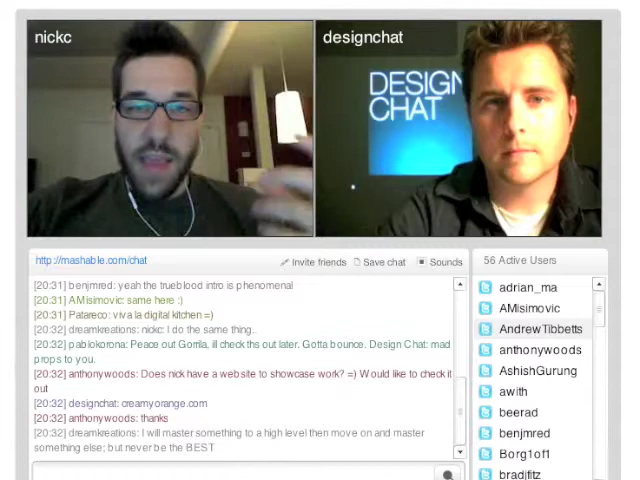 nickc
designchat
DESIGN
CHAT
http://mashable.com/chat
Invite friends
Save chat
Sounds
56 Active Users
[20:31] benjmred: yeah the trueblood intro is phenomenal
[20:31] AMisimovic: same here :)
[20:31] Patareco: viva la digital kitchen =)
[20:32] dreamkreations: nickc: I do the same thing..
[20:32] pablokorona: Peace out Gorrila, ill check ths out later. Gotta bounce. Design Chat: mad
props to you.
[20:32] anthonywoods: Does nick have a website to showcase work? =) Would like to check it
out
[20:32] designchat: creamyorange.com
[20:32] anthonywoods: thanks
[20:32] dreamkreations: I will master something to a high level then move on and master
something else; but never be the BEST
adrian_ma
AMisimovic
AndrewTibbetts
anthonywoods
AshishGurung
awith
beerad
benjmred
Borg1of1
bradjfitz